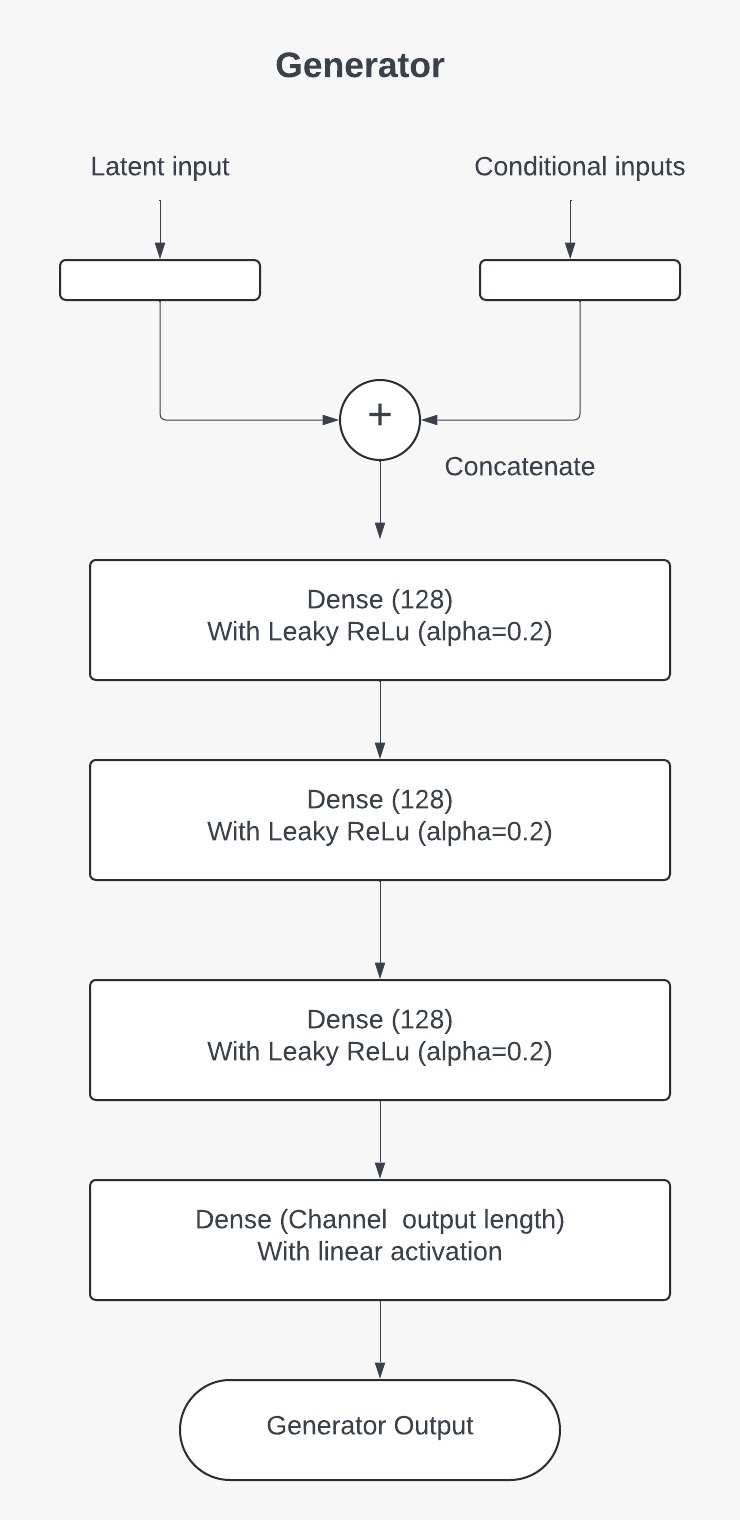 Generator
Latent input
Conditional inputs
+
Concatenate
Dense (128)
With Leaky ReLu (alpha=0.2)
Dense (128)
With Leaky ReLu (alpha=0.2)
Dense (128)
With Leaky ReLu (alpha=0.2)
Dense (Channel  output length)
With linear activation
Generator Output